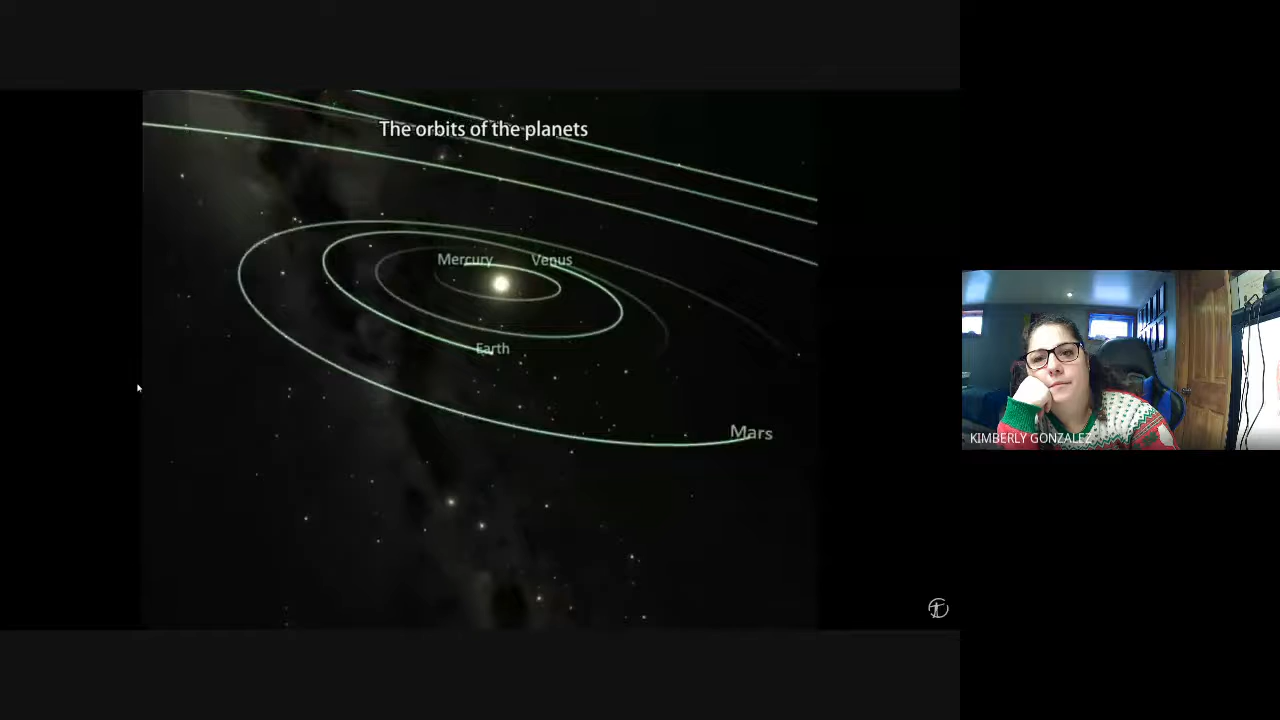 The orbits of the planets
Mercury
Venus
Earth
Mars
KIMBERLY GONZALEZ